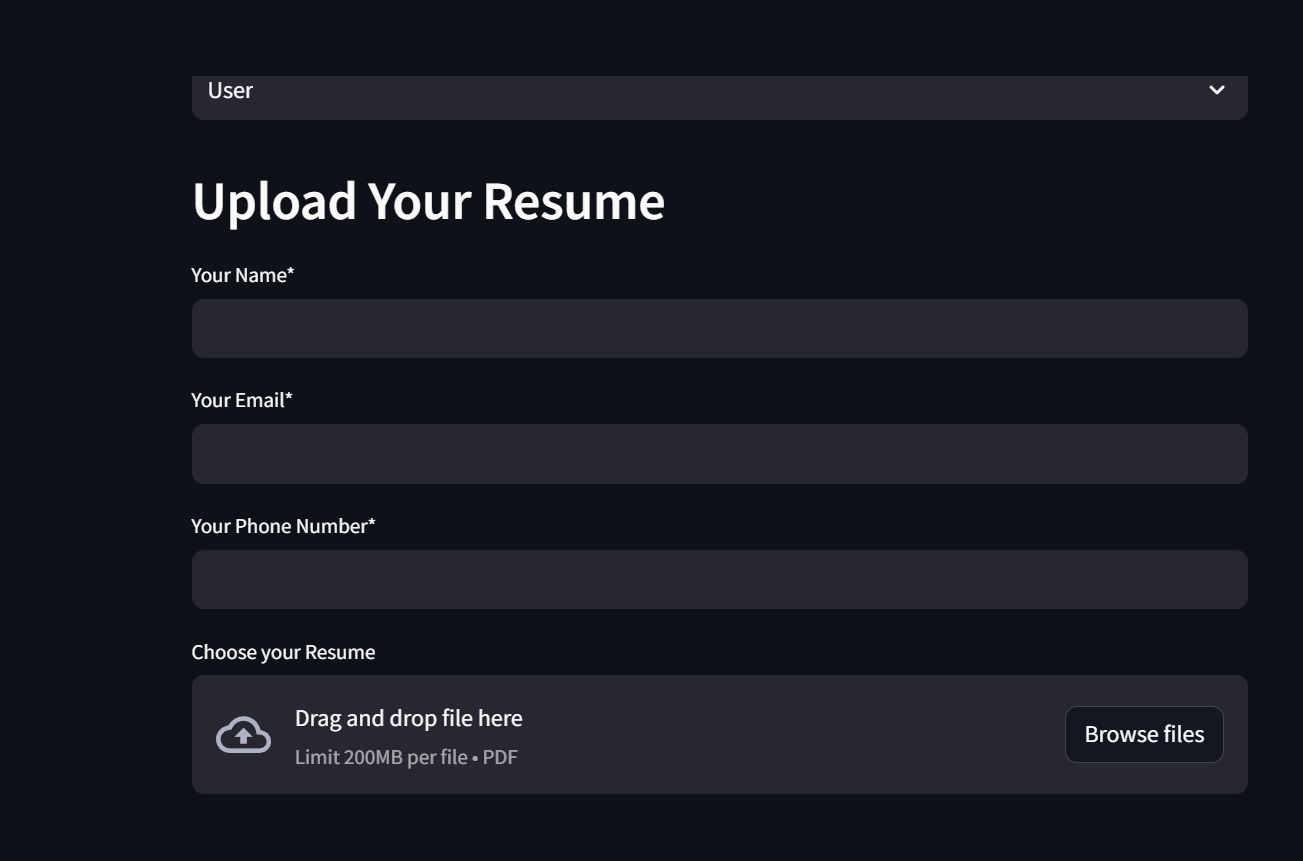 User
Upload Your Resume
Your Name*
Your Email*
Your Phone Number*
Choose your Resume
Drag and drop file here
Limit 200MB per file • PDF
Browse files